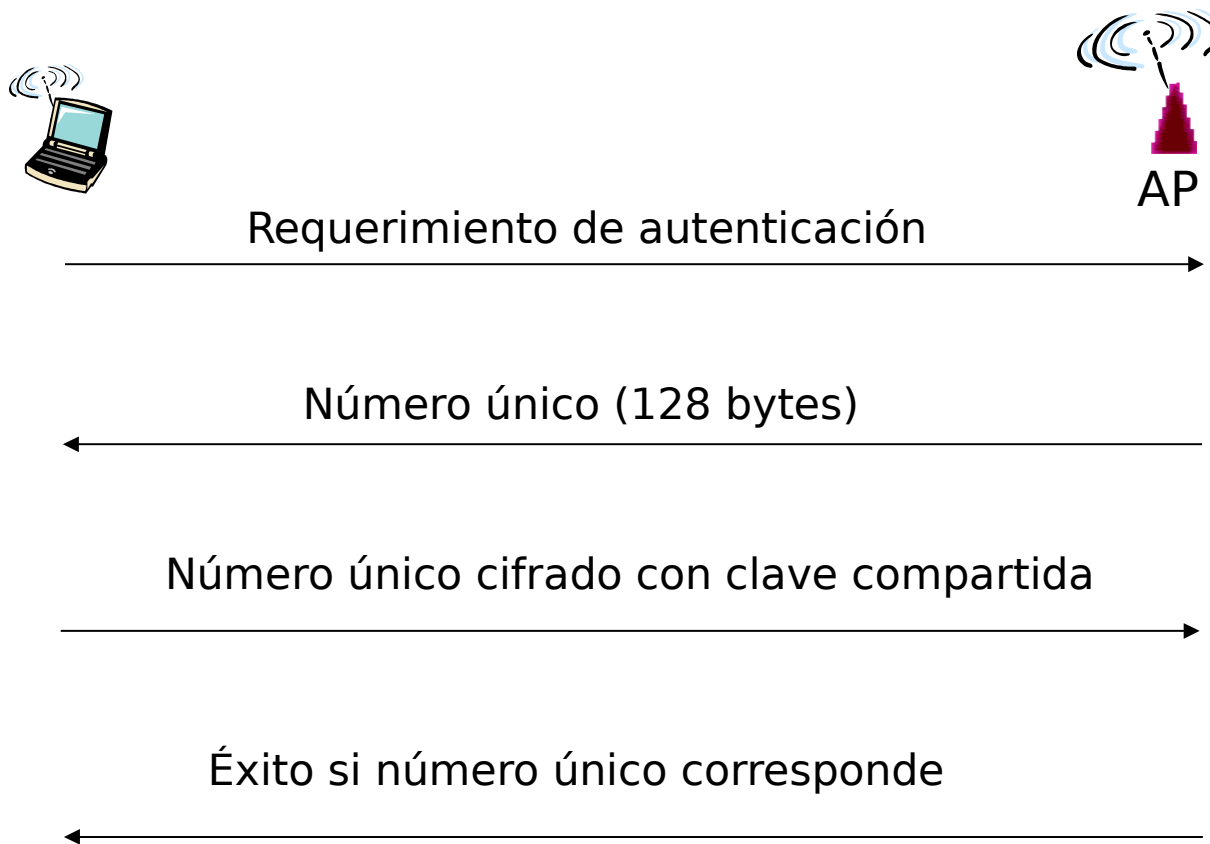 AP
Requerimiento de autenticación
Número único (128 bytes)
Número único cifrado con clave compartida
Éxito si número único corresponde